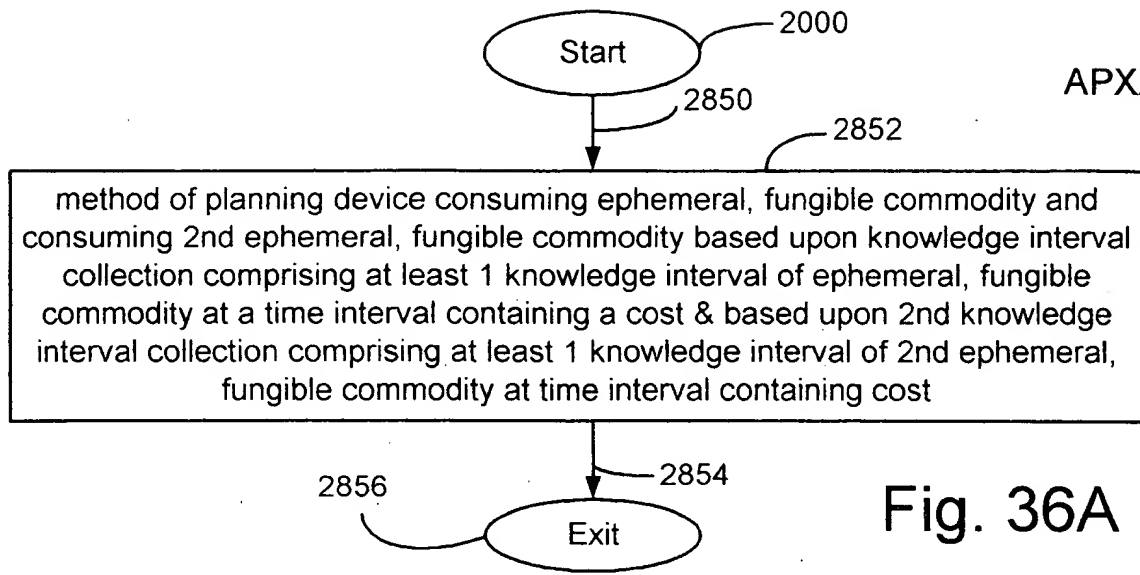 Start
2000
APX
2850
2852
method of planning device consuming ephemeral, fungible commodity and
consuming 2nd ephemeral, fungible commodity based upon knowledge interval
collection comprising at least 1 knowledge interval of ephemeral, fungible
commodity at a time interval containing a cost & based upon 2nd knowledge
interval collection comprising at least 1 knowledge interval of 2nd ephemeral,
fungible commodity at time interval containing cost
2854
2856
Exit
Fig. 36A